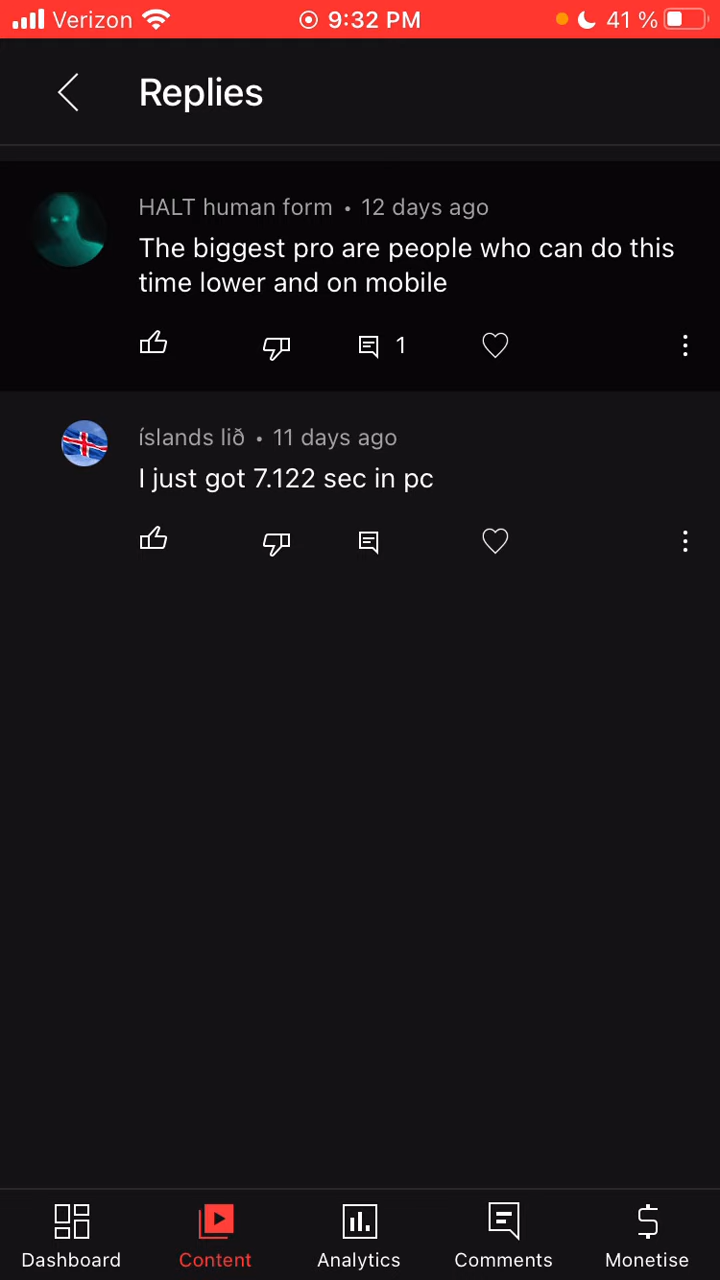 Verizon 9:32 PM 41 %
Replies
HALT human form • 12 days ago
The biggest pro are people who can do this
time lower and on mobile
1
íslands lið • 11 days ago
I just got 7.122 sec in pc
Dashboard Content Analytics Comments Monetise